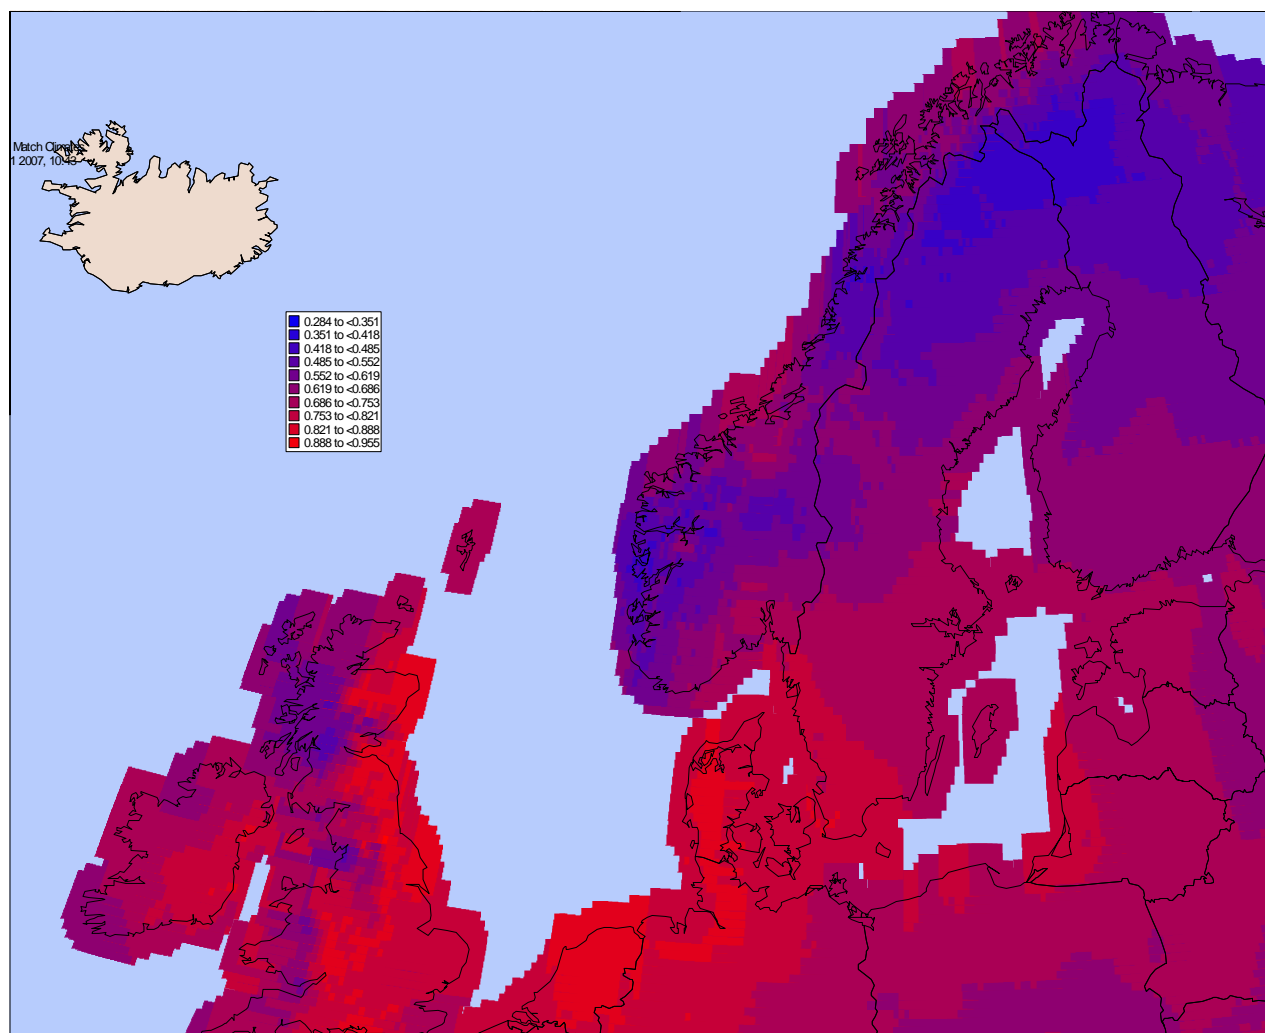 Match Climates
1 2007, 10:43
0.284 to <0.351
0.351 to <0.418
0.418 to <0.485
0.485 to <0.552
0.552 to <0.619
0.619 to <0.686
0.686 to <0.753
0.753 to <0.821
0.821 to <0.888
0.888 to <0.955